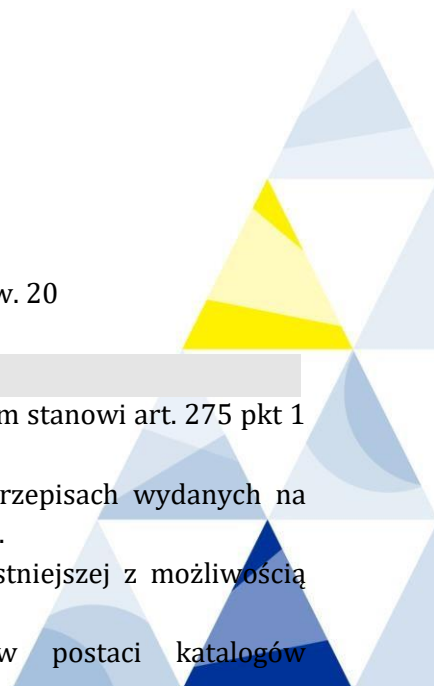 w. 20
m stanowi art. 275 pkt 1
rzepisach wydanych na
.
stniejszej z możliwością
w postaci katalogów